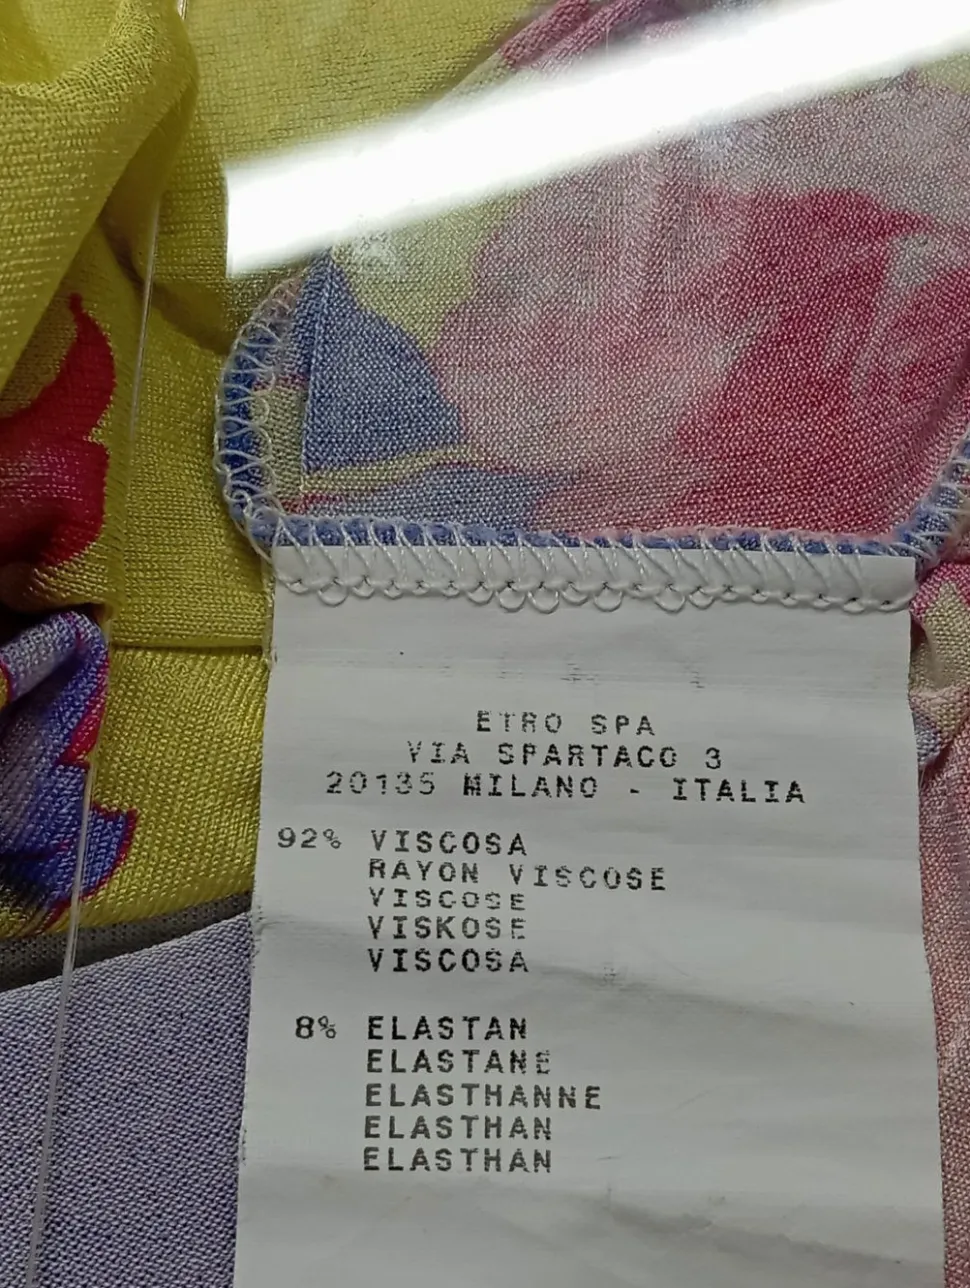 ETRO SPA
VIA SPARTACO 3
20135 MILANO - ITALIA
92% VISCOSA
RAYON VISCOSE
VISCOSE
VISKOSE
VISCOSA
8% ELASTAN
ELASTANE
ELASTHANNE
ELASTHAN
ELASTHAN